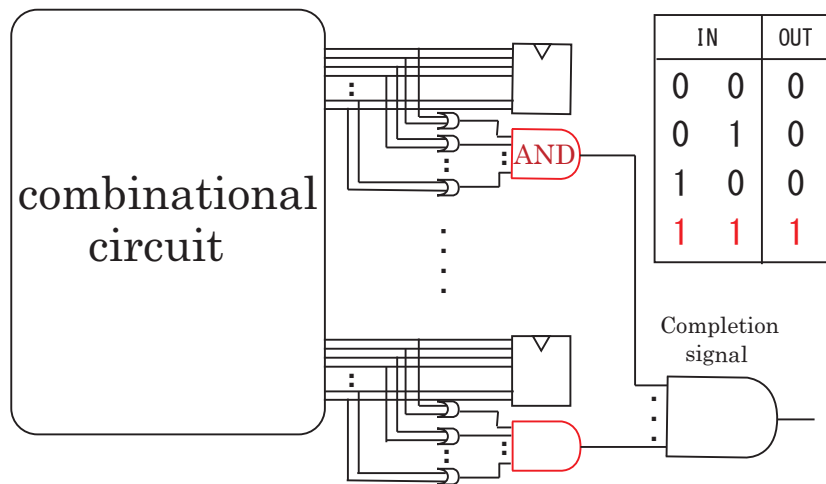 combinational
circuit
AND
IN OUT
0 0 0
0 1 0
1 0 0
1 1 1
Completion
signal